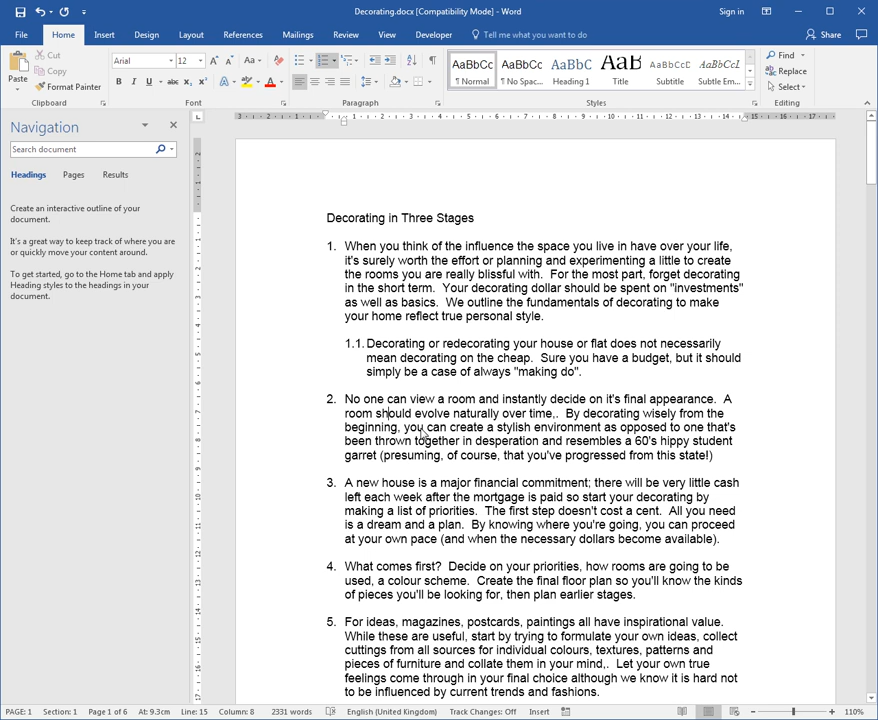 Decorating.docx [Compatibility Mode] - Word
Sign in
File Home Insert Design Layout References Mailings Review View Developer Tell me what you want to do Share
Paste
Cut
Copy
Format Painter
Clipboard
Arial 12
Font
Paragraph
AaBbCc AaBbCc AaBbC AaB AaBbCcD AaBbCcL
¶ Normal ¶ No Spac... Heading 1 Title Subtitle Subtle Em...
Styles
Find
Replace
Select
Editing
Navigation
Search document
Headings Pages Results
Create an interactive outline of your
document.
It's a great way to keep track of where you are
or quickly move your content around.
To get started, go to the Home tab and apply
Heading styles to the headings in your
document.
Decorating in Three Stages
1. When you think of the influence the space you live in have over your life,
it's surely worth the effort or planning and experimenting a little to create
the rooms you are really blissful with. For the most part, forget decorating
in the short term. Your decorating dollar should be spent on "investments"
as well as basics. We outline the fundamentals of decorating to make
your home reflect true personal style.
1.1. Decorating or redecorating your house or flat does not necessarily
mean decorating on the cheap. Sure you have a budget, but it should
simply be a case of always "making do".
2. No one can view a room and instantly decide on it's final appearance. A
room should evolve naturally over time,. By decorating wisely from the
beginning, you can create a stylish environment as opposed to one that's
been thrown together in desperation and resembles a 60's hippy student
garret (presuming, of course, that you've progressed from this state!)
3. A new house is a major financial commitment; there will be very little cash
left each week after the mortgage is paid so start your decorating by
making a list of priorities. The first step doesn't cost a cent. All you need
is a dream and a plan. By knowing where you're going, you can proceed
at your own pace (and when the necessary dollars become available).
4. What comes first? Decide on your priorities, how rooms are going to be
used, a colour scheme. Create the final floor plan so you'll know the kinds
of pieces you'll be looking for, then plan earlier stages.
5. For ideas, magazines, postcards, paintings all have inspirational value.
While these are useful, start by trying to formulate your own ideas, collect
cuttings from all sources for individual colours, textures, patterns and
pieces of furniture and collate them in your mind,. Let your own true
feelings come through in your final choice although we know it is hard not
to be influenced by current trends and fashions.
PAGE: 1 Section: 1 Page 1 of 6 At: 9.3cm Line: 15 Column: 8 2331 words English (United Kingdom) Track Changes: Off Insert 110%